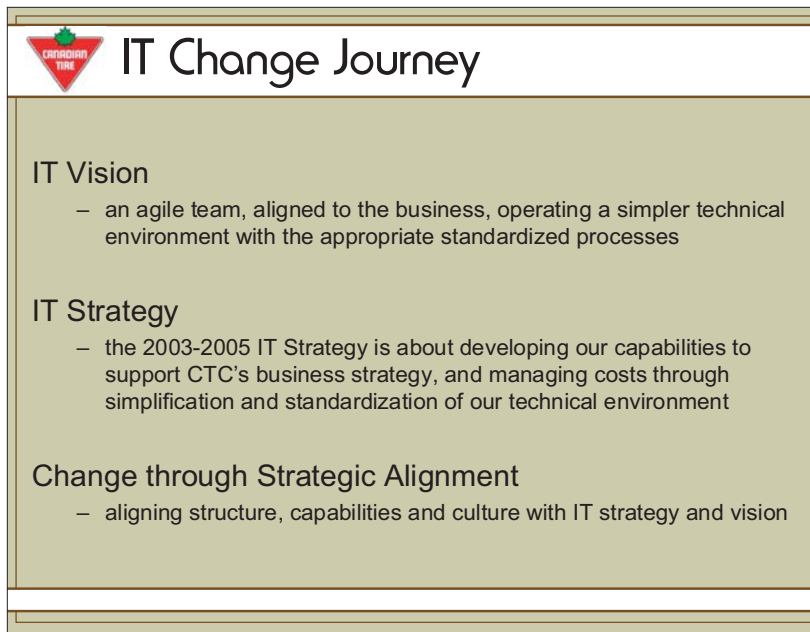 CANADIAN
TIRE
IT Change Journey
IT Vision
– an agile team, aligned to the business, operating a simpler technical
environment with the appropriate standardized processes
IT Strategy
– the 2003-2005 IT Strategy is about developing our capabilities to
support CTC’s business strategy, and managing costs through
simplification and standardization of our technical environment
Change through Strategic Alignment
– aligning structure, capabilities and culture with IT strategy and vision